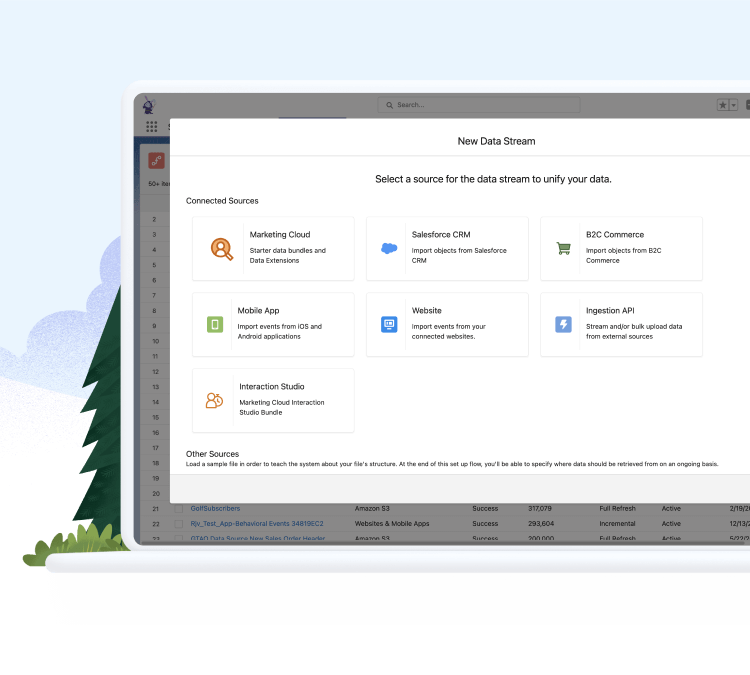 Search...
50+ ite
New Data Stream
Select a source for the data stream to unify your data.
Connected Sources
Marketing Cloud
Starter data bundles and
Data Extensions
Salesforce CRM
Import objects from Salesforce
CRM
B2C Commerce
Import objects from B2C
Commerce
Mobile App
Import events from iOS and
Android applications
Website
Import events from your
connected websites.
Ingestion API
Stream and/or bulk upload data
from external sources
Interaction Studio
Marketing Cloud Interaction
Studio Bundle
Other Sources
Load a sample file in order to teach the system about your file's structure. At the end of this set up flow, you'll be able to specify where data should be retrieved from on an ongoing basis.
2
3
4
5
6
7
8
9
10
11
12
13
14
15
16
17
18
19
20
21 GolfSubscribers Amazon S3 Success 317,079 Full Refresh Active 2/19/2
22 Rjv_Test_App-Behavioral Events 34819EC2 Websites & Mobile Apps Success 293,604 Incremental Active 12/13/2
23 GTAO Data Source New Sales Order Header Amazon S3 Success 200,000 Full Refresh Active 5/22/2